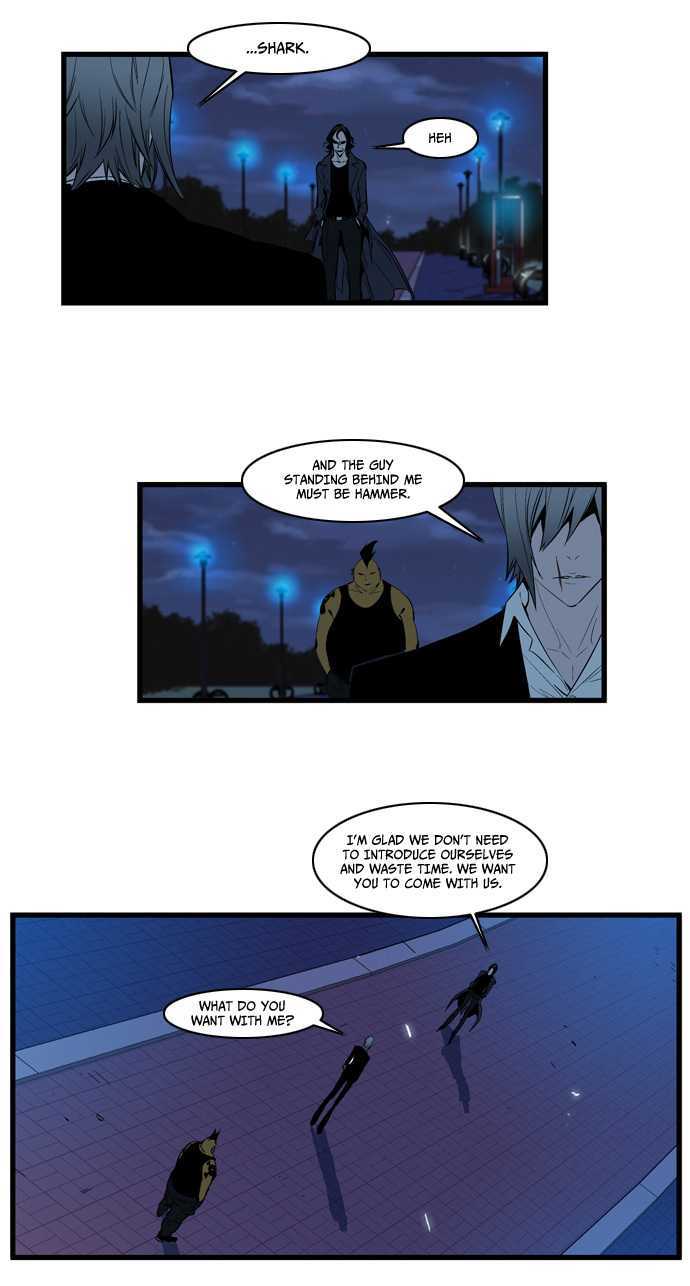 ...SHARK.
HEH
AND THE GUY
STANDING BEHIND ME
MUST BE HAMMER.
I'M GLAD WE DON'T NEED
TO INTRODUCE OURSELVES
AND WASTE TIME. WE WANT
YOU TO COME WITH US.
WHAT DO YOU
WANT WITH ME?